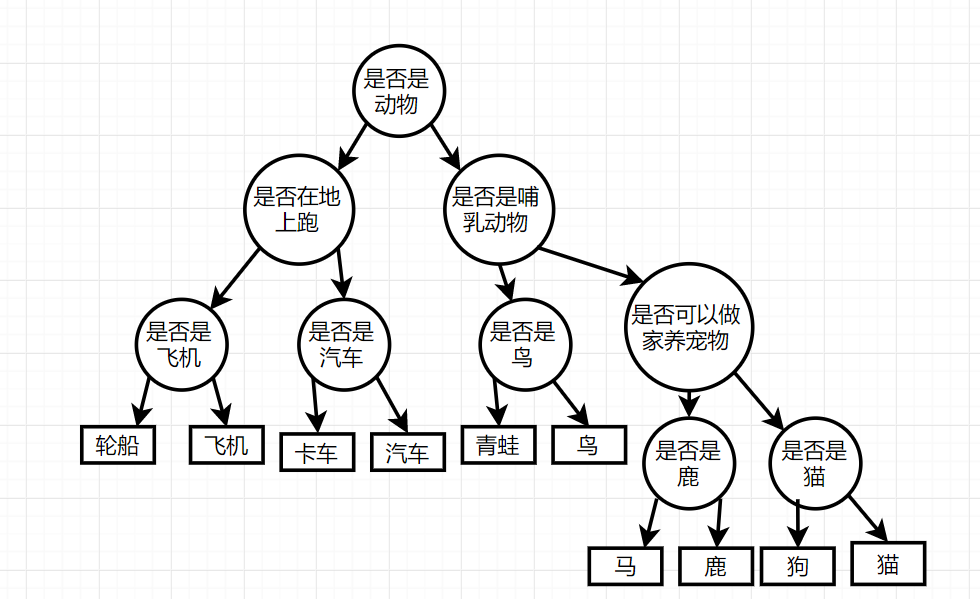 是否是
动物
是否在地
上跑
是否是哺
乳动物
是否是
飞机
是否是
汽车
是否是
鸟
是否可以做
家养宠物
轮船
飞机
卡车
汽车
青蛙
鸟
是否是
鹿
是否是
猫
马
鹿
狗
猫